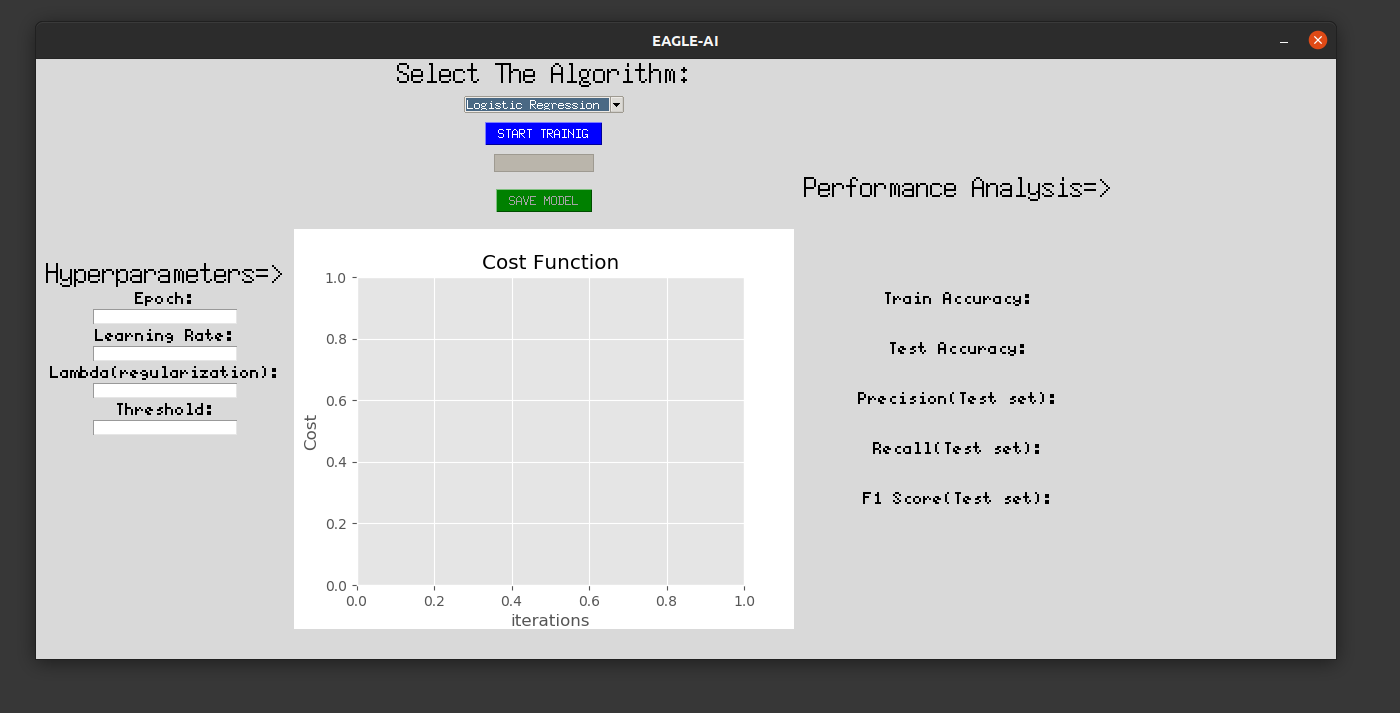 EAGLE-AI
Select The Algorithm:
Logistic Regression
START TRAINIG
SAVE MODEL
Performance Analysis=>
Hyperparameters=>
Epoch:
Learning Rate:
Lambda(regularization):
Threshold:
Cost Function
1.0
0.8
0.6
0.4
0.2
0.0
Cost
0.0 0.2 0.4 0.6 0.8 1.0
iterations
Train Accuracy:
Test Accuracy:
Precision(Test set):
Recall(Test set):
F1 Score(Test set):